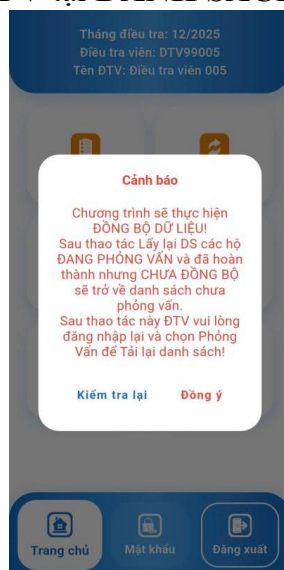 Tháng điều tra: 12/2025
Điều tra viên: DTV99005
Tên ĐTV: Điều tra viên 005
Cảnh báo
Chương trình sẽ thực hiện
ĐỒNG BỘ DỮ LIỆU!
Sau thao tác Lấy lại DS các hộ
ĐANG PHỎNG VẤN và đã hoàn
thành nhưng CHƯA ĐỒNG BỘ
sẽ trở về danh sách chưa
phỏng vấn.
Sau thao tác này ĐTV vui lòng
đăng nhập lại và chọn Phỏng
Vấn để Tải lại danh sách!
Kiểm tra lại Đồng ý
Trang chủ Mật khẩu Đăng xuất